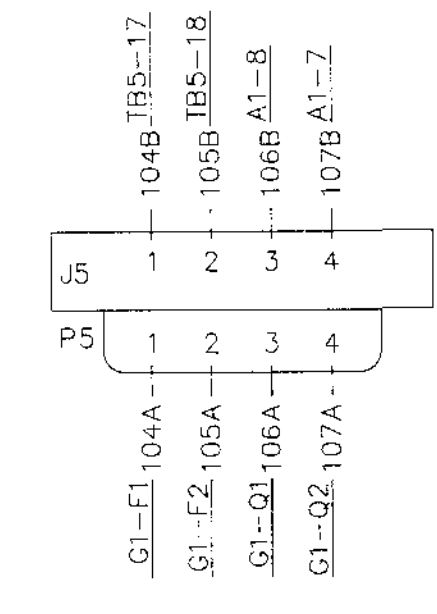 104B TB5-17
105B TB5-18
106B A1-8
107B A1-7
J5
1 2 3 4
P5
1 2 3 4
G1-F1 104A
G1-F2 105A
G1-Q1 106A
G1-Q2 107A